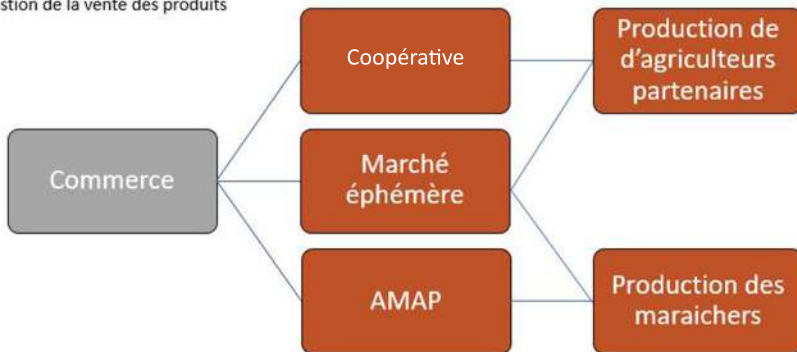 stion de la vente des produits
Coopérative
Production de
d'agriculteurs
partenaires
Commerce
Marché
éphémère
AMAP
Production des
maraichers